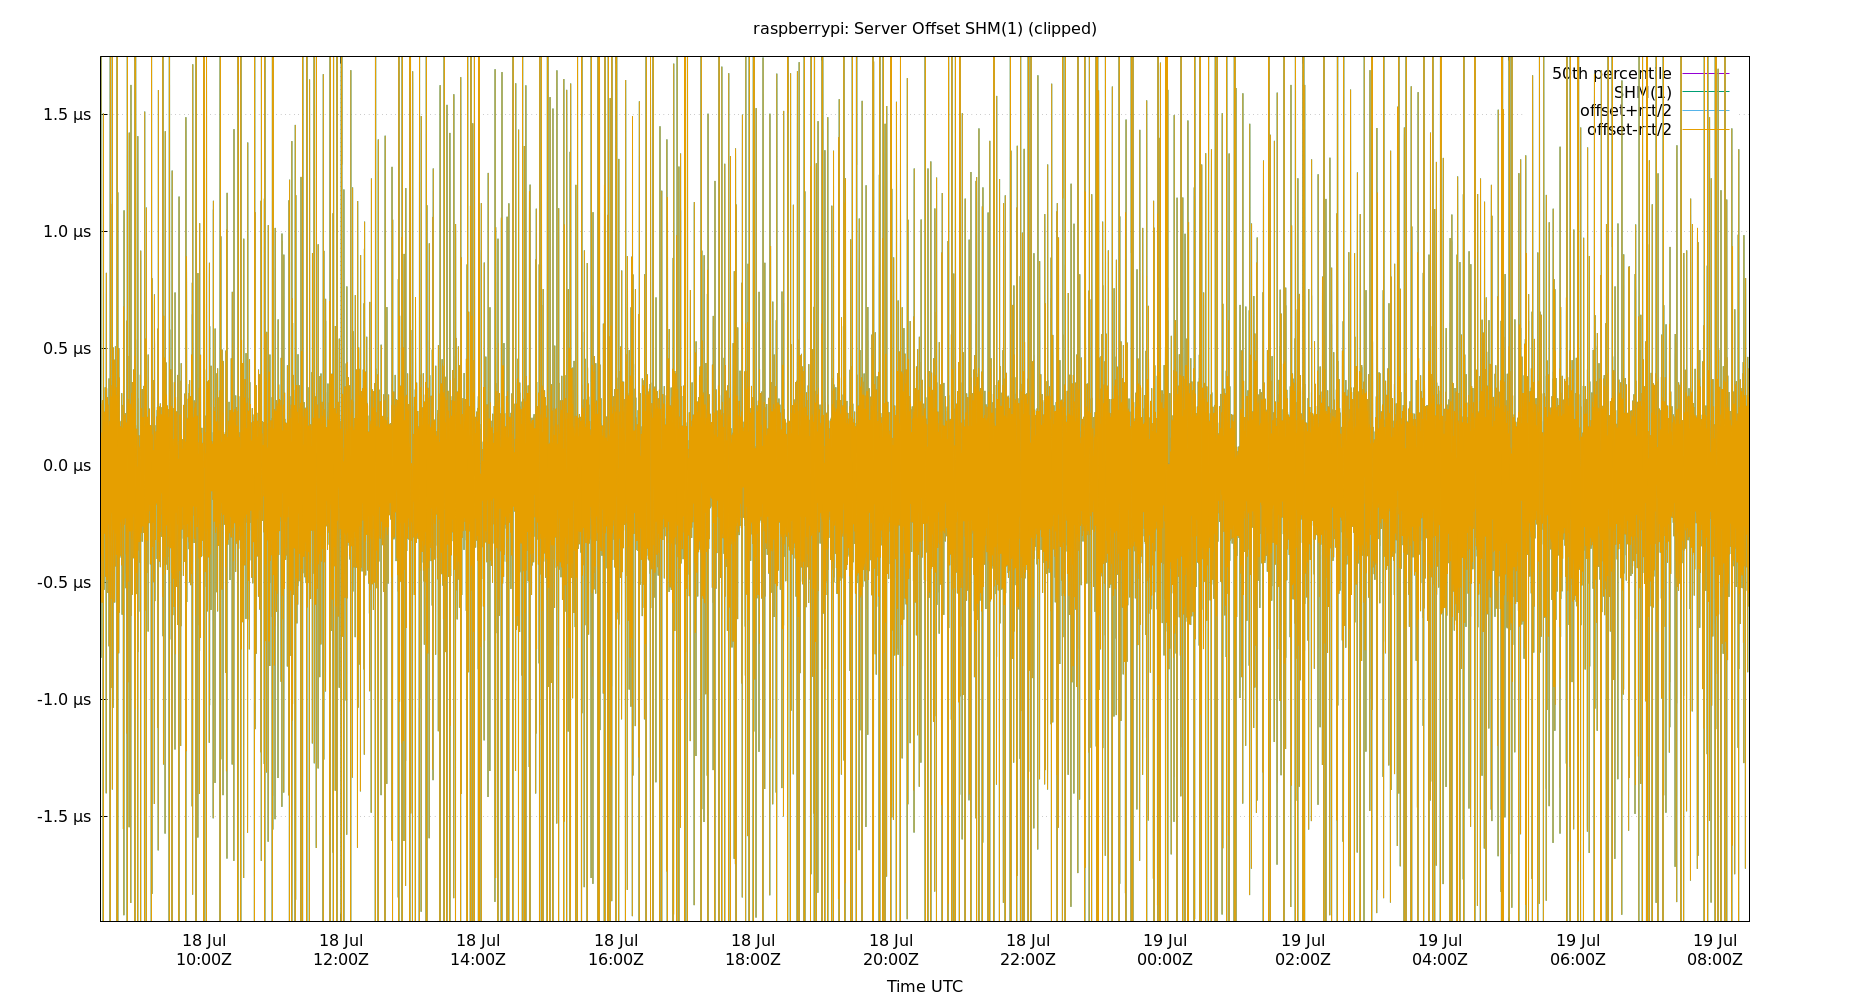 raspberrypi: Server Offset SHM(1) (clipped)
50th percentile
SHM(1)
offset+rtt/2
offset-rtt/2
1.5 µs
1.0 µs
0.5 µs
0.0 µs
-0.5 µs
-1.0 µs
-1.5 µs
18 Jul 18 Jul 18 Jul 18 Jul 18 Jul 18 Jul 18 Jul 19 Jul 19 Jul 19 Jul 19 Jul 19 Jul
10:00Z 12:00Z 14:00Z 16:00Z 18:00Z 20:00Z 22:00Z 00:00Z 02:00Z 04:00Z 06:00Z 08:00Z
Time UTC